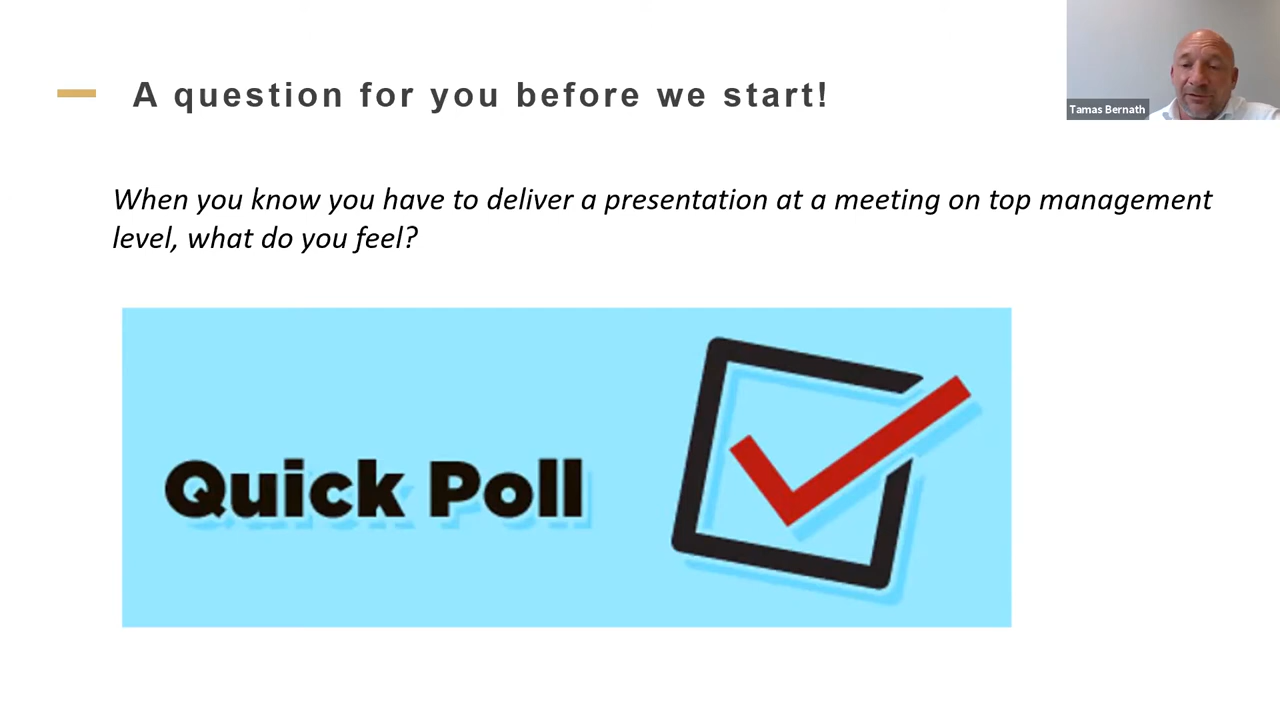 A question for you before we start!
Tamas Bernath
When you know you have to deliver a presentation at a meeting on top management
level, what do you feel?
Quick Poll